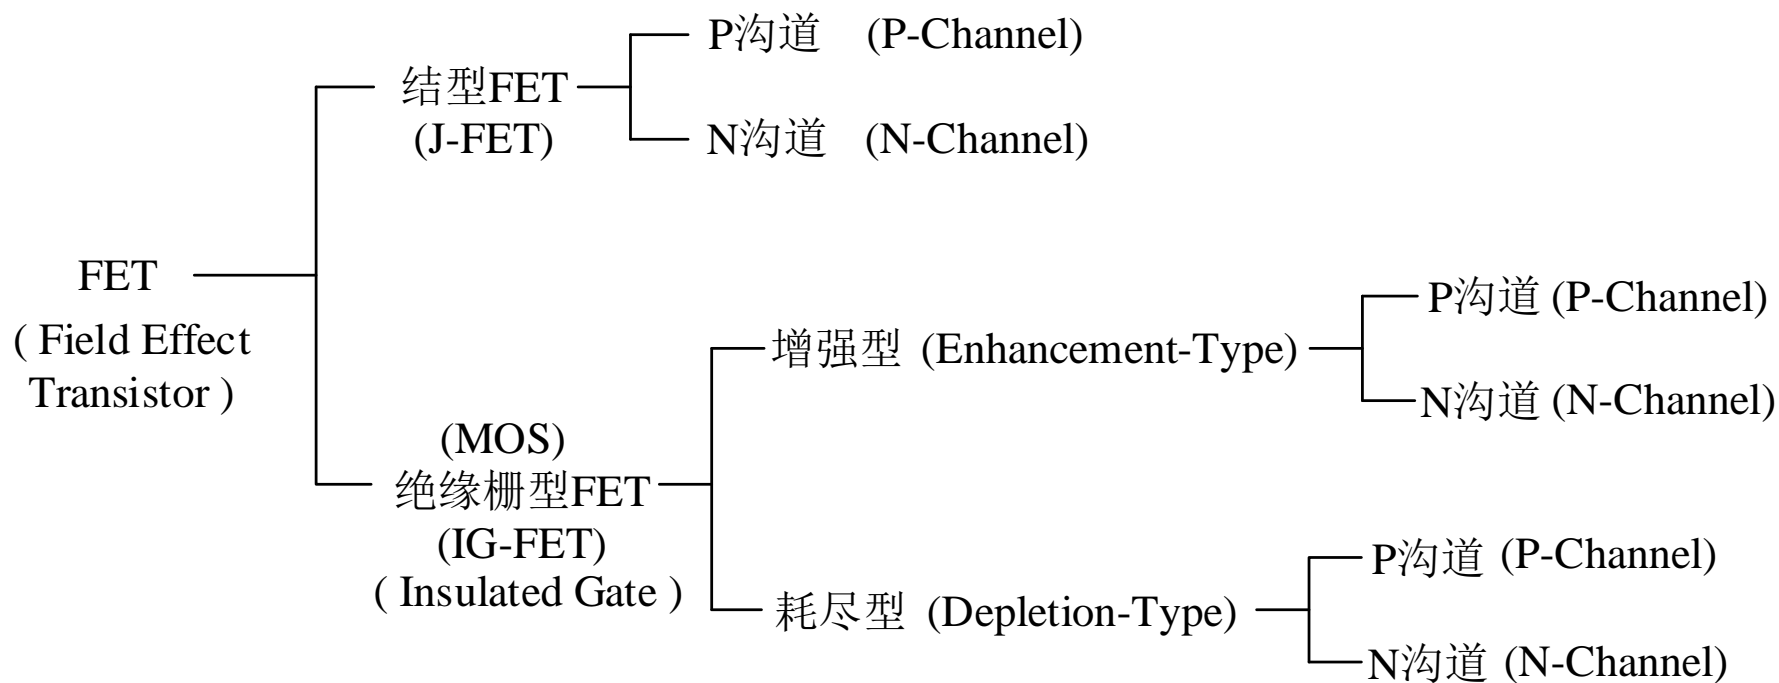 FET
( Field Effect
Transistor )
结型FET
(J-FET)
P沟道 (P-Channel)
N沟道 (N-Channel)
(MOS)
绝缘栅型FET
(IG-FET)
( Insulated Gate )
增强型 (Enhancement-Type)
P沟道 (P-Channel)
N沟道 (N-Channel)
耗尽型 (Depletion-Type)
P沟道 (P-Channel)
N沟道 (N-Channel)